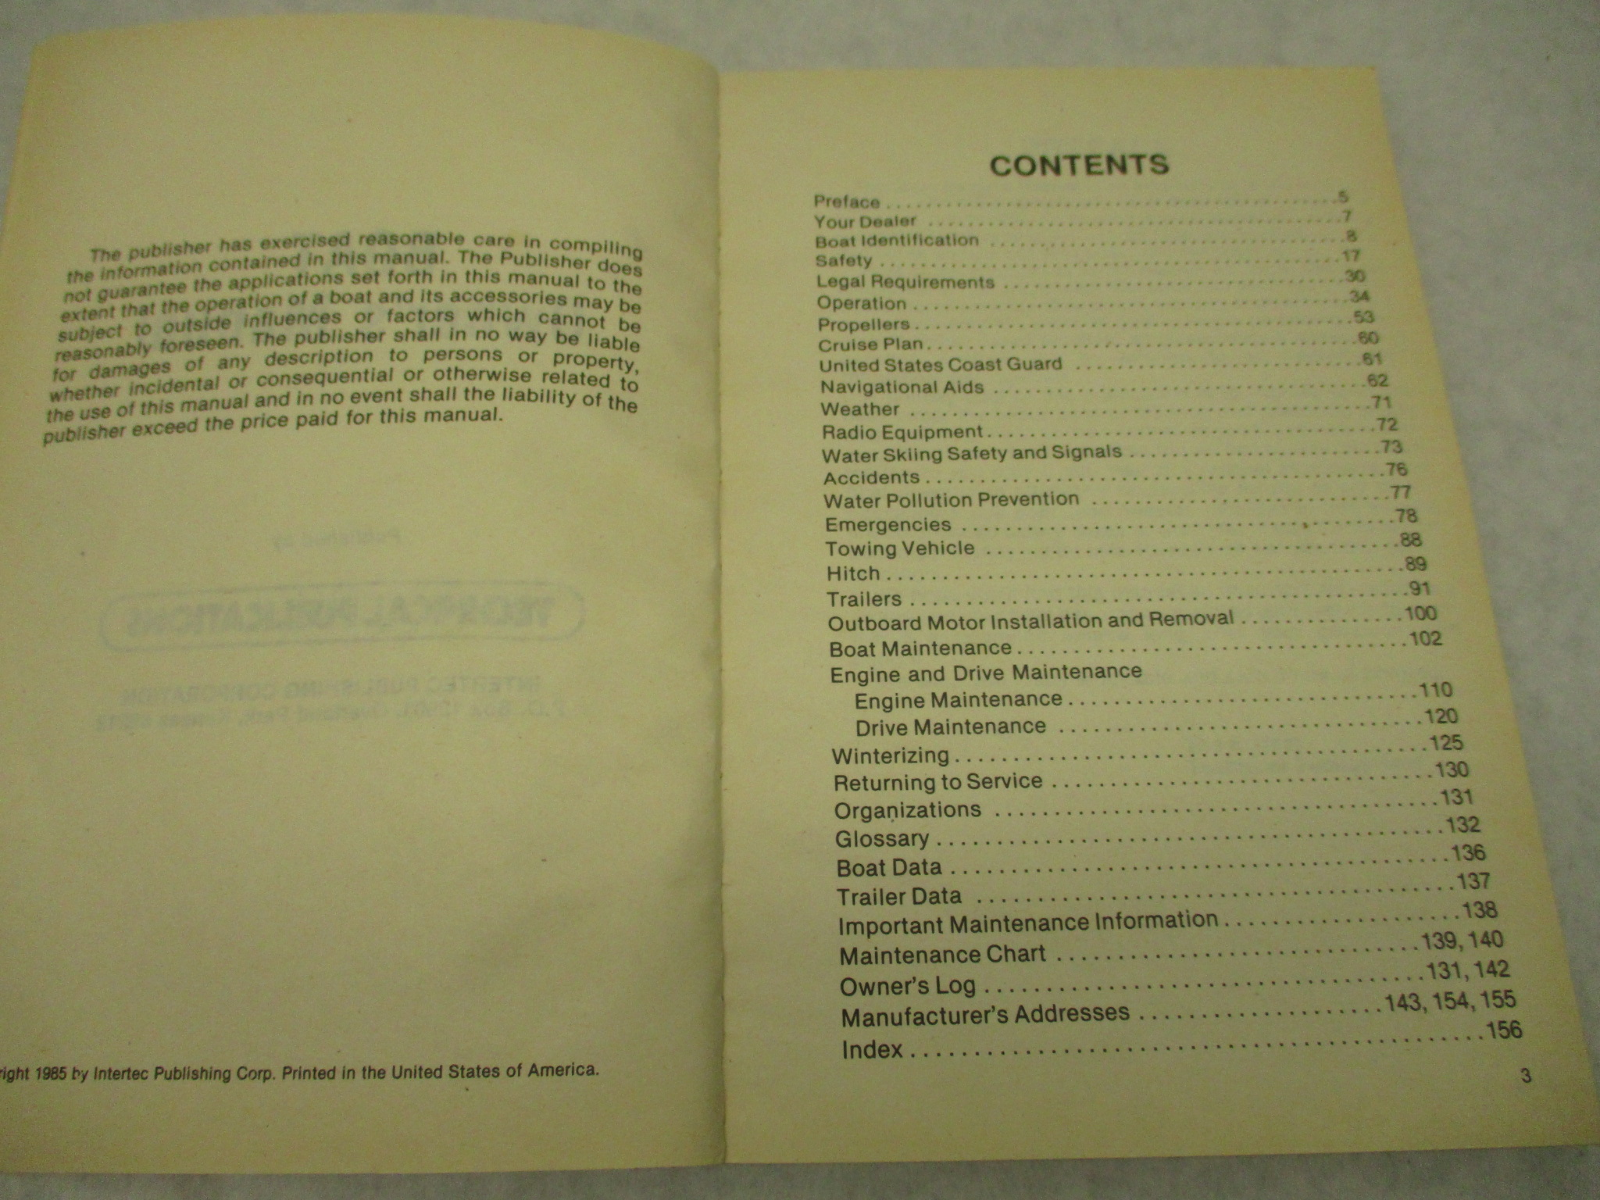 The publisher has exercised reasonable care in compiling
the information contained in this manual. The Publisher does
not guarantee the applications set forth in this manual to the
extent that the operation of a boat and its accessories may be
subject to outside influences or factors which cannot be
reasonably foreseen. The publisher shall in no way be liable
for damages of any description to persons or property,
whether incidental or consequential or otherwise related to
the use of this manual and in no event shall the liability of the
publisher exceed the price paid for this manual.
right 1985 by Intertec Publishing Corp. Printed in the United States of America.
CONTENTS
Preface . . . . . . . . . . 5
Your Dealer . . . . . . . . . . 7
Boat Identification . . . . . . . . . . 8
Safety . . . . . . . . . . 17
Legal Requirements . . . . . . . . . . 30
Operation . . . . . . . . . . 34
Propellers . . . . . . . . . . 53
Cruise Plan . . . . . . . . . . 60
United States Coast Guard . . . . . . . . . . 61
Navigational Aids . . . . . . . . . . 62
Weather . . . . . . . . . . 71
Radio Equipment . . . . . . . . . . 72
Water Skiing Safety and Signals . . . . . . . . . . 73
Accidents . . . . . . . . . . 76
Water Pollution Prevention . . . . . . . . . . 77
Emergencies . . . . . . . . . . 78
Towing Vehicle . . . . . . . . . . 88
Hitch . . . . . . . . . . 89
Trailers . . . . . . . . . . 91
Outboard Motor Installation and Removal . . . . . . . . . . 100
Boat Maintenance . . . . . . . . . . 102
Engine and Drive Maintenance
Engine Maintenance . . . . . . . . . . 110
Drive Maintenance . . . . . . . . . . 120
Winterizing . . . . . . . . . . 125
Returning to Service . . . . . . . . . . 130
Organizations . . . . . . . . . . 131
Glossary . . . . . . . . . . 132
Boat Data . . . . . . . . . . 136
Trailer Data . . . . . . . . . . 137
Important Maintenance Information . . . . . . . . . . 138
Maintenance Chart . . . . . . . . . . 139, 140
Owner's Log . . . . . . . . . . 131, 142
Manufacturer's Addresses . . . . . . . . . . 143, 154, 155
Index . . . . . . . . . . 156
3